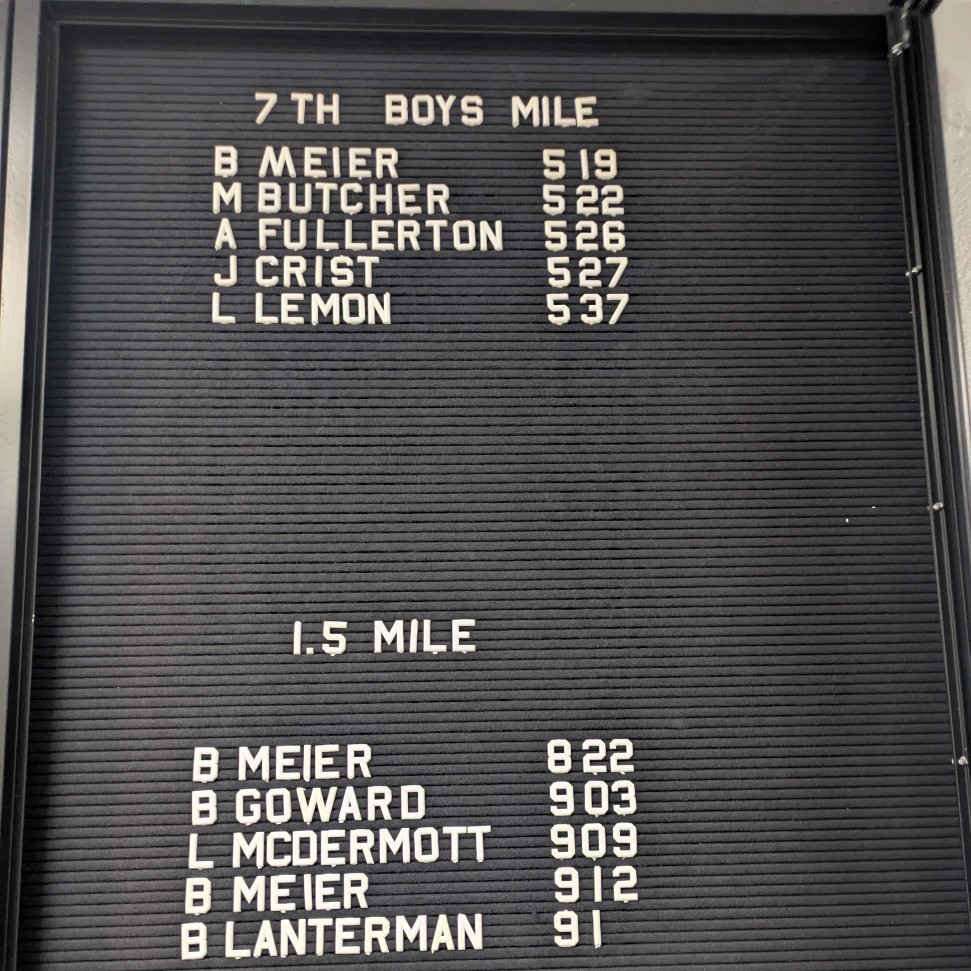 7TH BOYS MILE
B MEIER 519
M BUTCHER 522
A FULLERTON 526
J CRIST 527
L LEMON 537
1.5 MILE
B MEIER 822
B GOWARD 903
L MCDERMOTT 909
B MEIER 912
B LANTERMAN 91